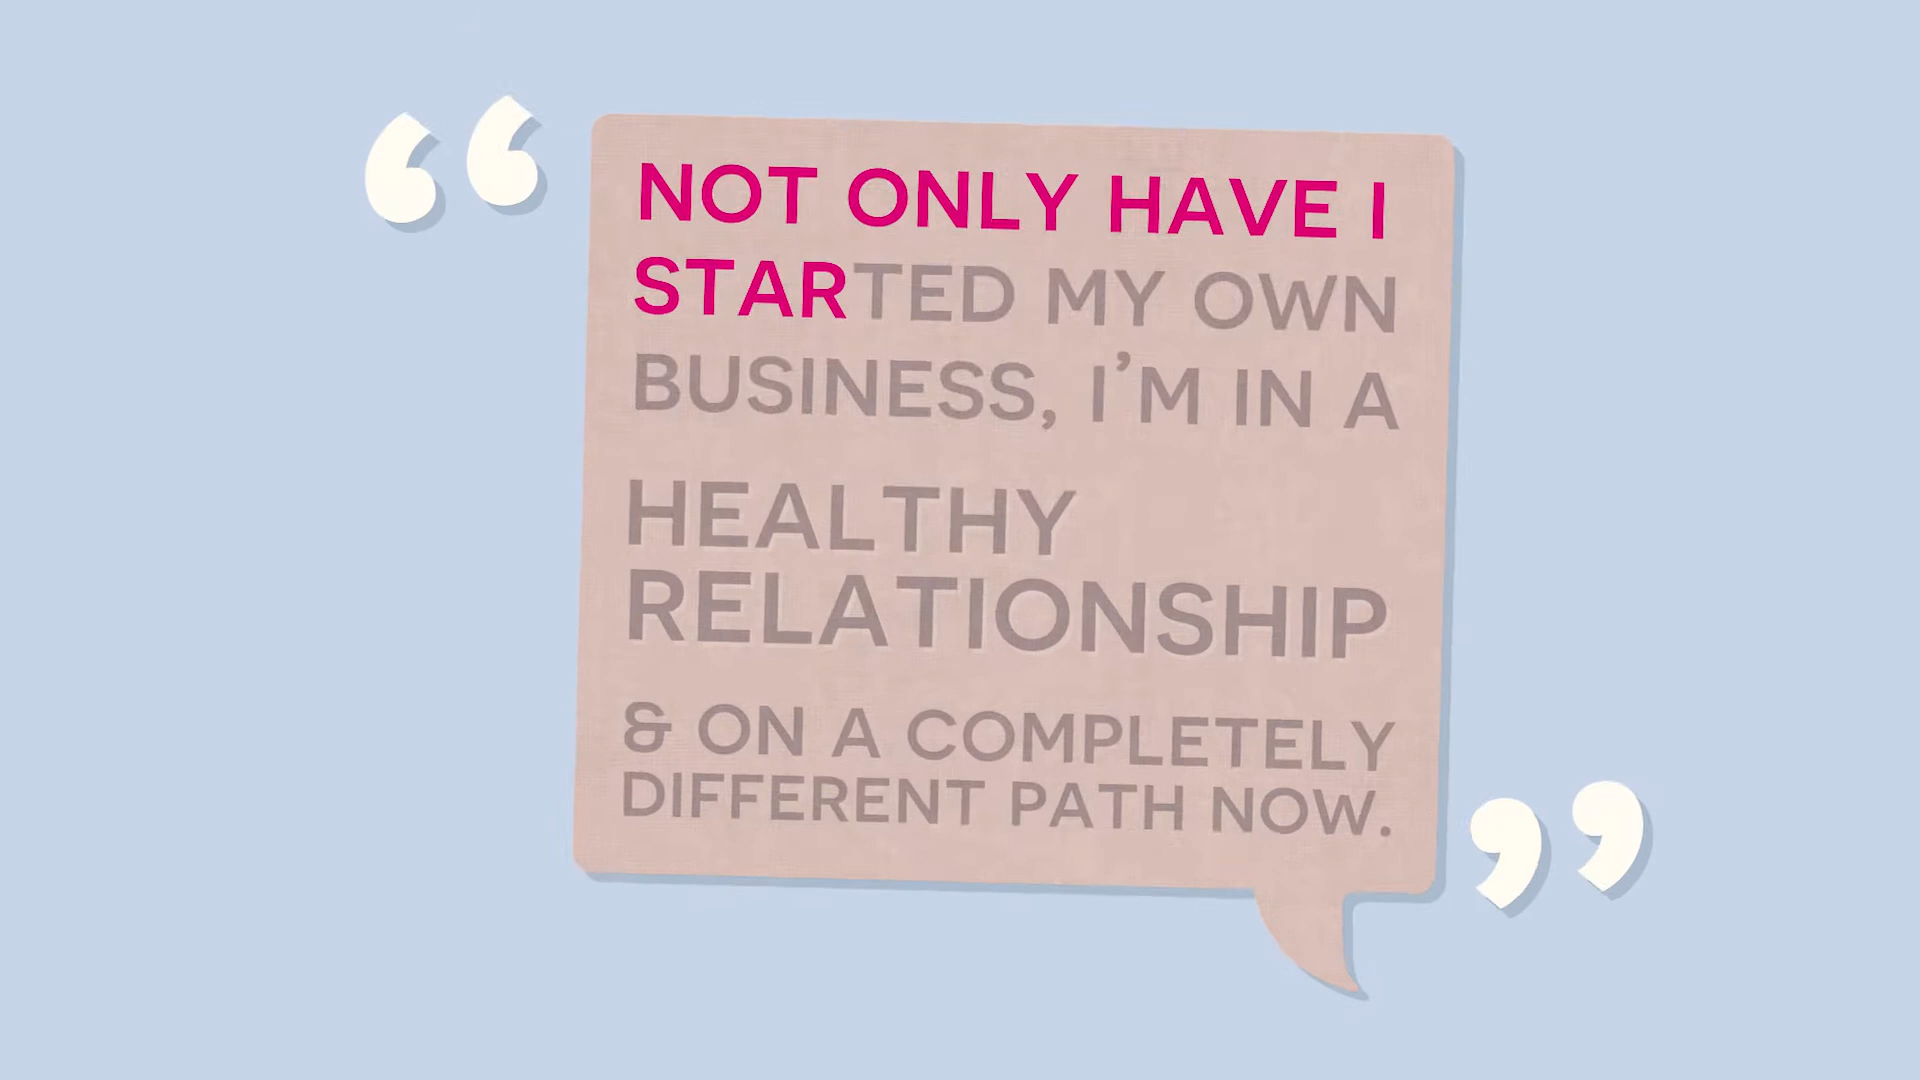 “NOT ONLY HAVE I
STARTED MY OWN
BUSINESS, I’M IN A
HEALTHY
RELATIONSHIP
& ON A COMPLETELY
DIFFERENT PATH NOW.”